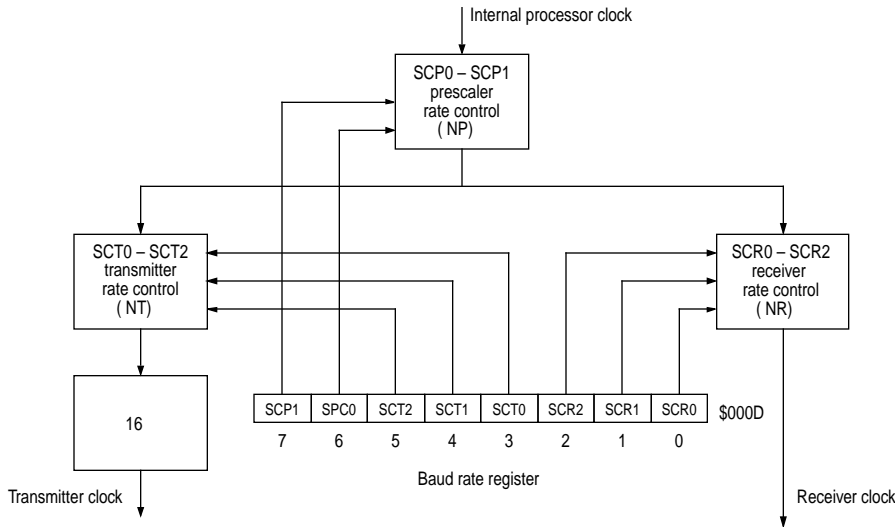 Internal processor clock
SCP0 – SCP1
prescaler
rate control
( NP)
SCT0 – SCT2
transmitter
rate control
( NT)
SCR0 – SCR2
receiver
rate control
( NR)
16
SCP1 SPC0 SCT2 SCT1 SCT0 SCR2 SCR1 SCR0 $000D
7 6 5 4 3 2 1 0
Baud rate register
Transmitter clock
Receiver clock